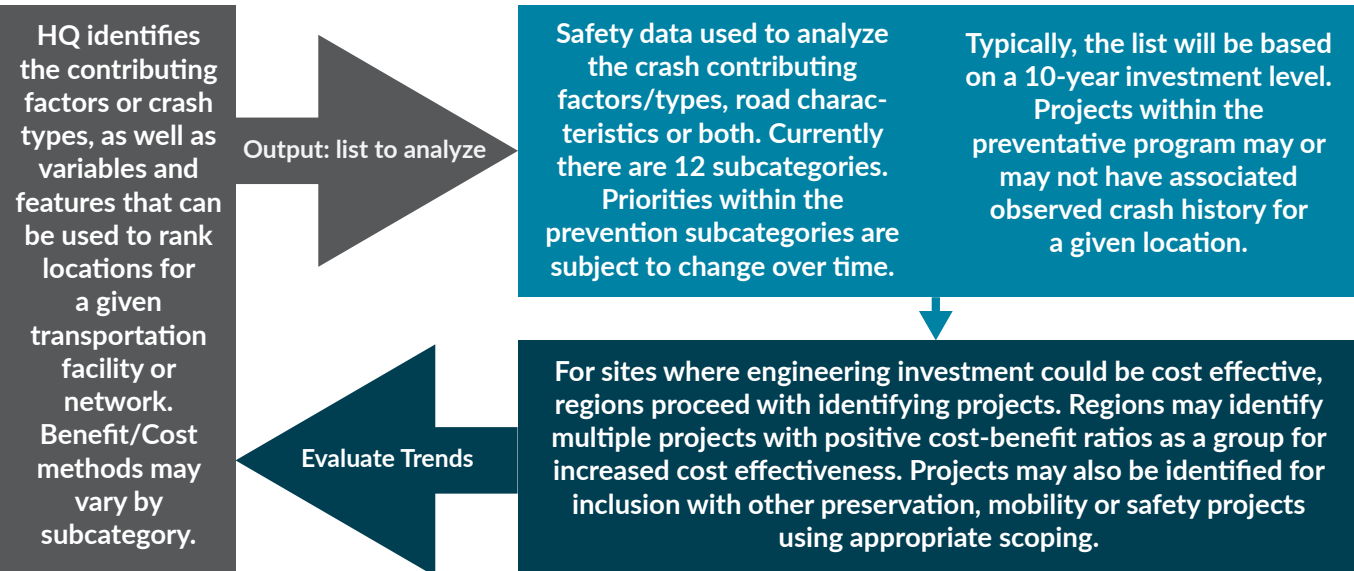 HQ identifies
the contributing
factors or crash
types, as well as
variables and
features that can
be used to rank
locations for
a given
transportation
facility or
network.
Benefit/Cost
methods may
vary by
subcategory.
Output: list to analyze
Safety data used to analyze
the crash contributing
factors/types, road charac-
teristics or both. Currently
there are 12 subcategories.
Priorities within the
prevention subcategories are
subject to change over time.
Typically, the list will be based
on a 10-year investment level.
Projects within the
preventative program may or
may not have associated
observed crash history for
a given location.
For sites where engineering investment could be cost effective,
regions proceed with identifying projects. Regions may identify
multiple projects with positive cost-benefit ratios as a group for
increased cost effectiveness. Projects may also be identified for
inclusion with other preservation, mobility or safety projects
using appropriate scoping.
Evaluate Trends